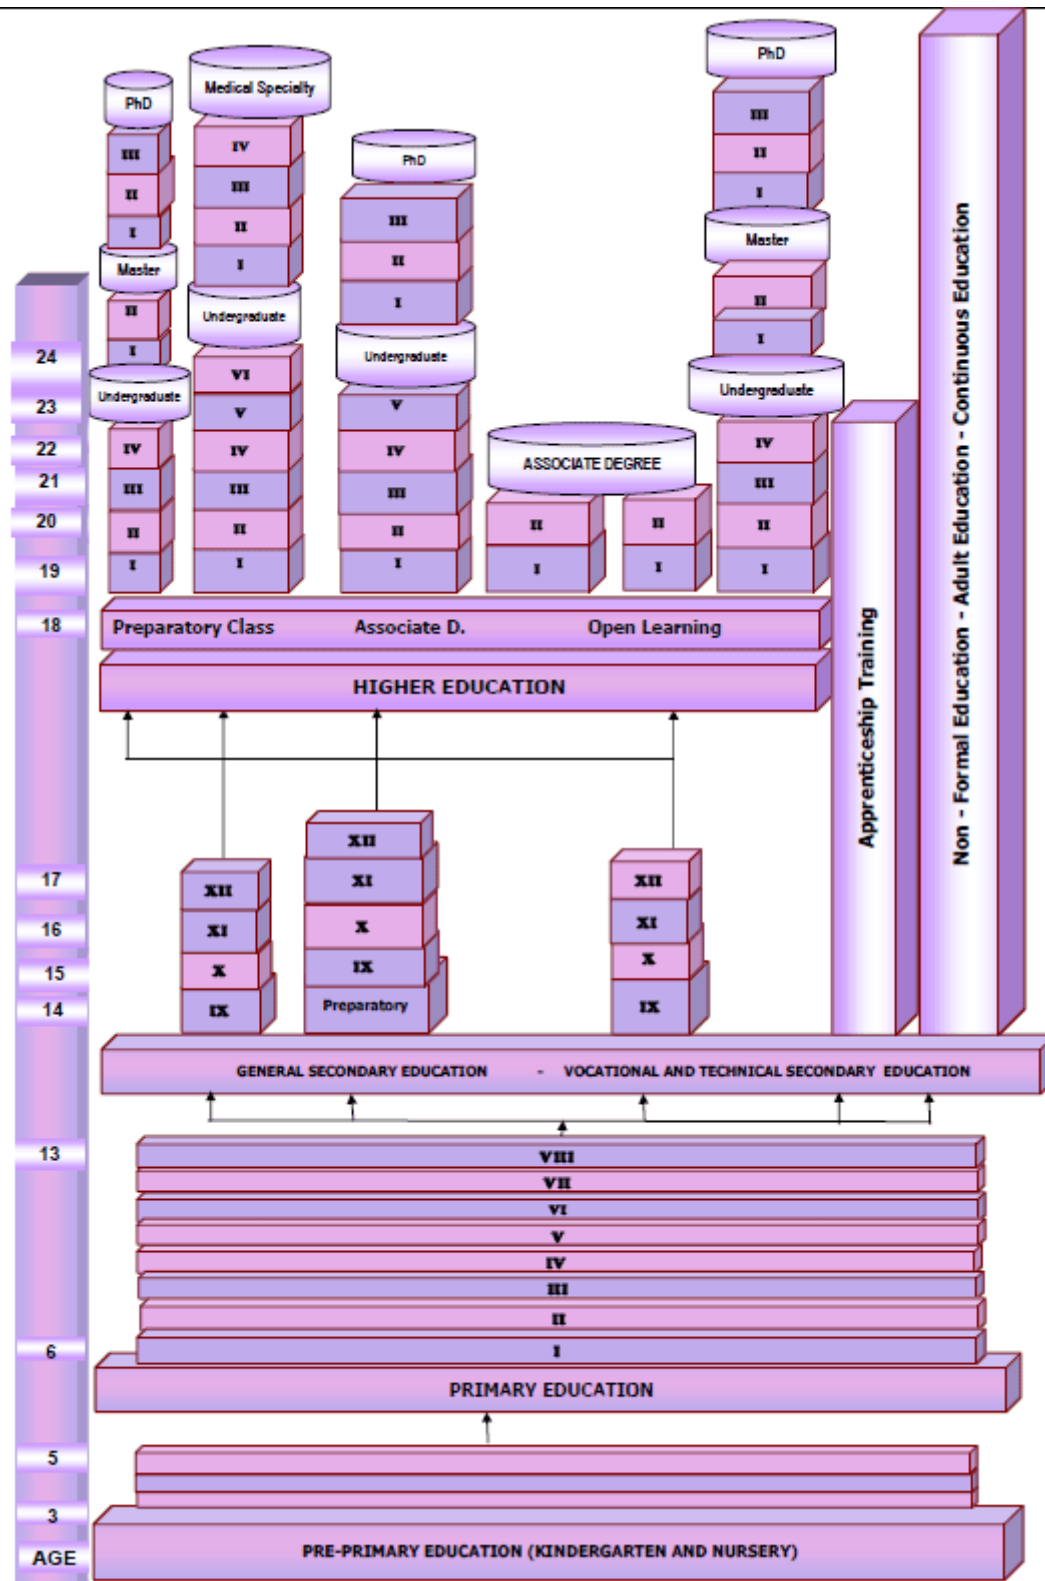 PhD
III
II
I
Master
II
I
Undergraduate
IV
III
II
I
Medical Specialty
IV
III
II
I
Undergraduate
VI
V
IV
III
II
I
PhD
III
II
I
Undergraduate
V
IV
III
II
I
ASSOCIATE DEGREE
II
I
II
I
PhD
III
II
I
Master
II
I
Undergraduate
IV
III
II
I
Preparatory Class Associate D. Open Learning
HIGHER EDUCATION
XII
XI
X
IX
XII
XI
X
IX
Preparatory
XII
XI
X
IX
Apprenticeship Training
Non - Formal Education - Adult Education - Continuous Education
GENERAL SECONDARY EDUCATION - VOCATIONAL AND TECHNICAL SECONDARY EDUCATION
VIII
VII
VI
V
IV
III
II
I
PRIMARY EDUCATION
PRE-PRIMARY EDUCATION (KINDERGARTEN AND NURSERY)
24
23
22
21
20
19
18
17
16
15
14
13
6
5
3
AGE